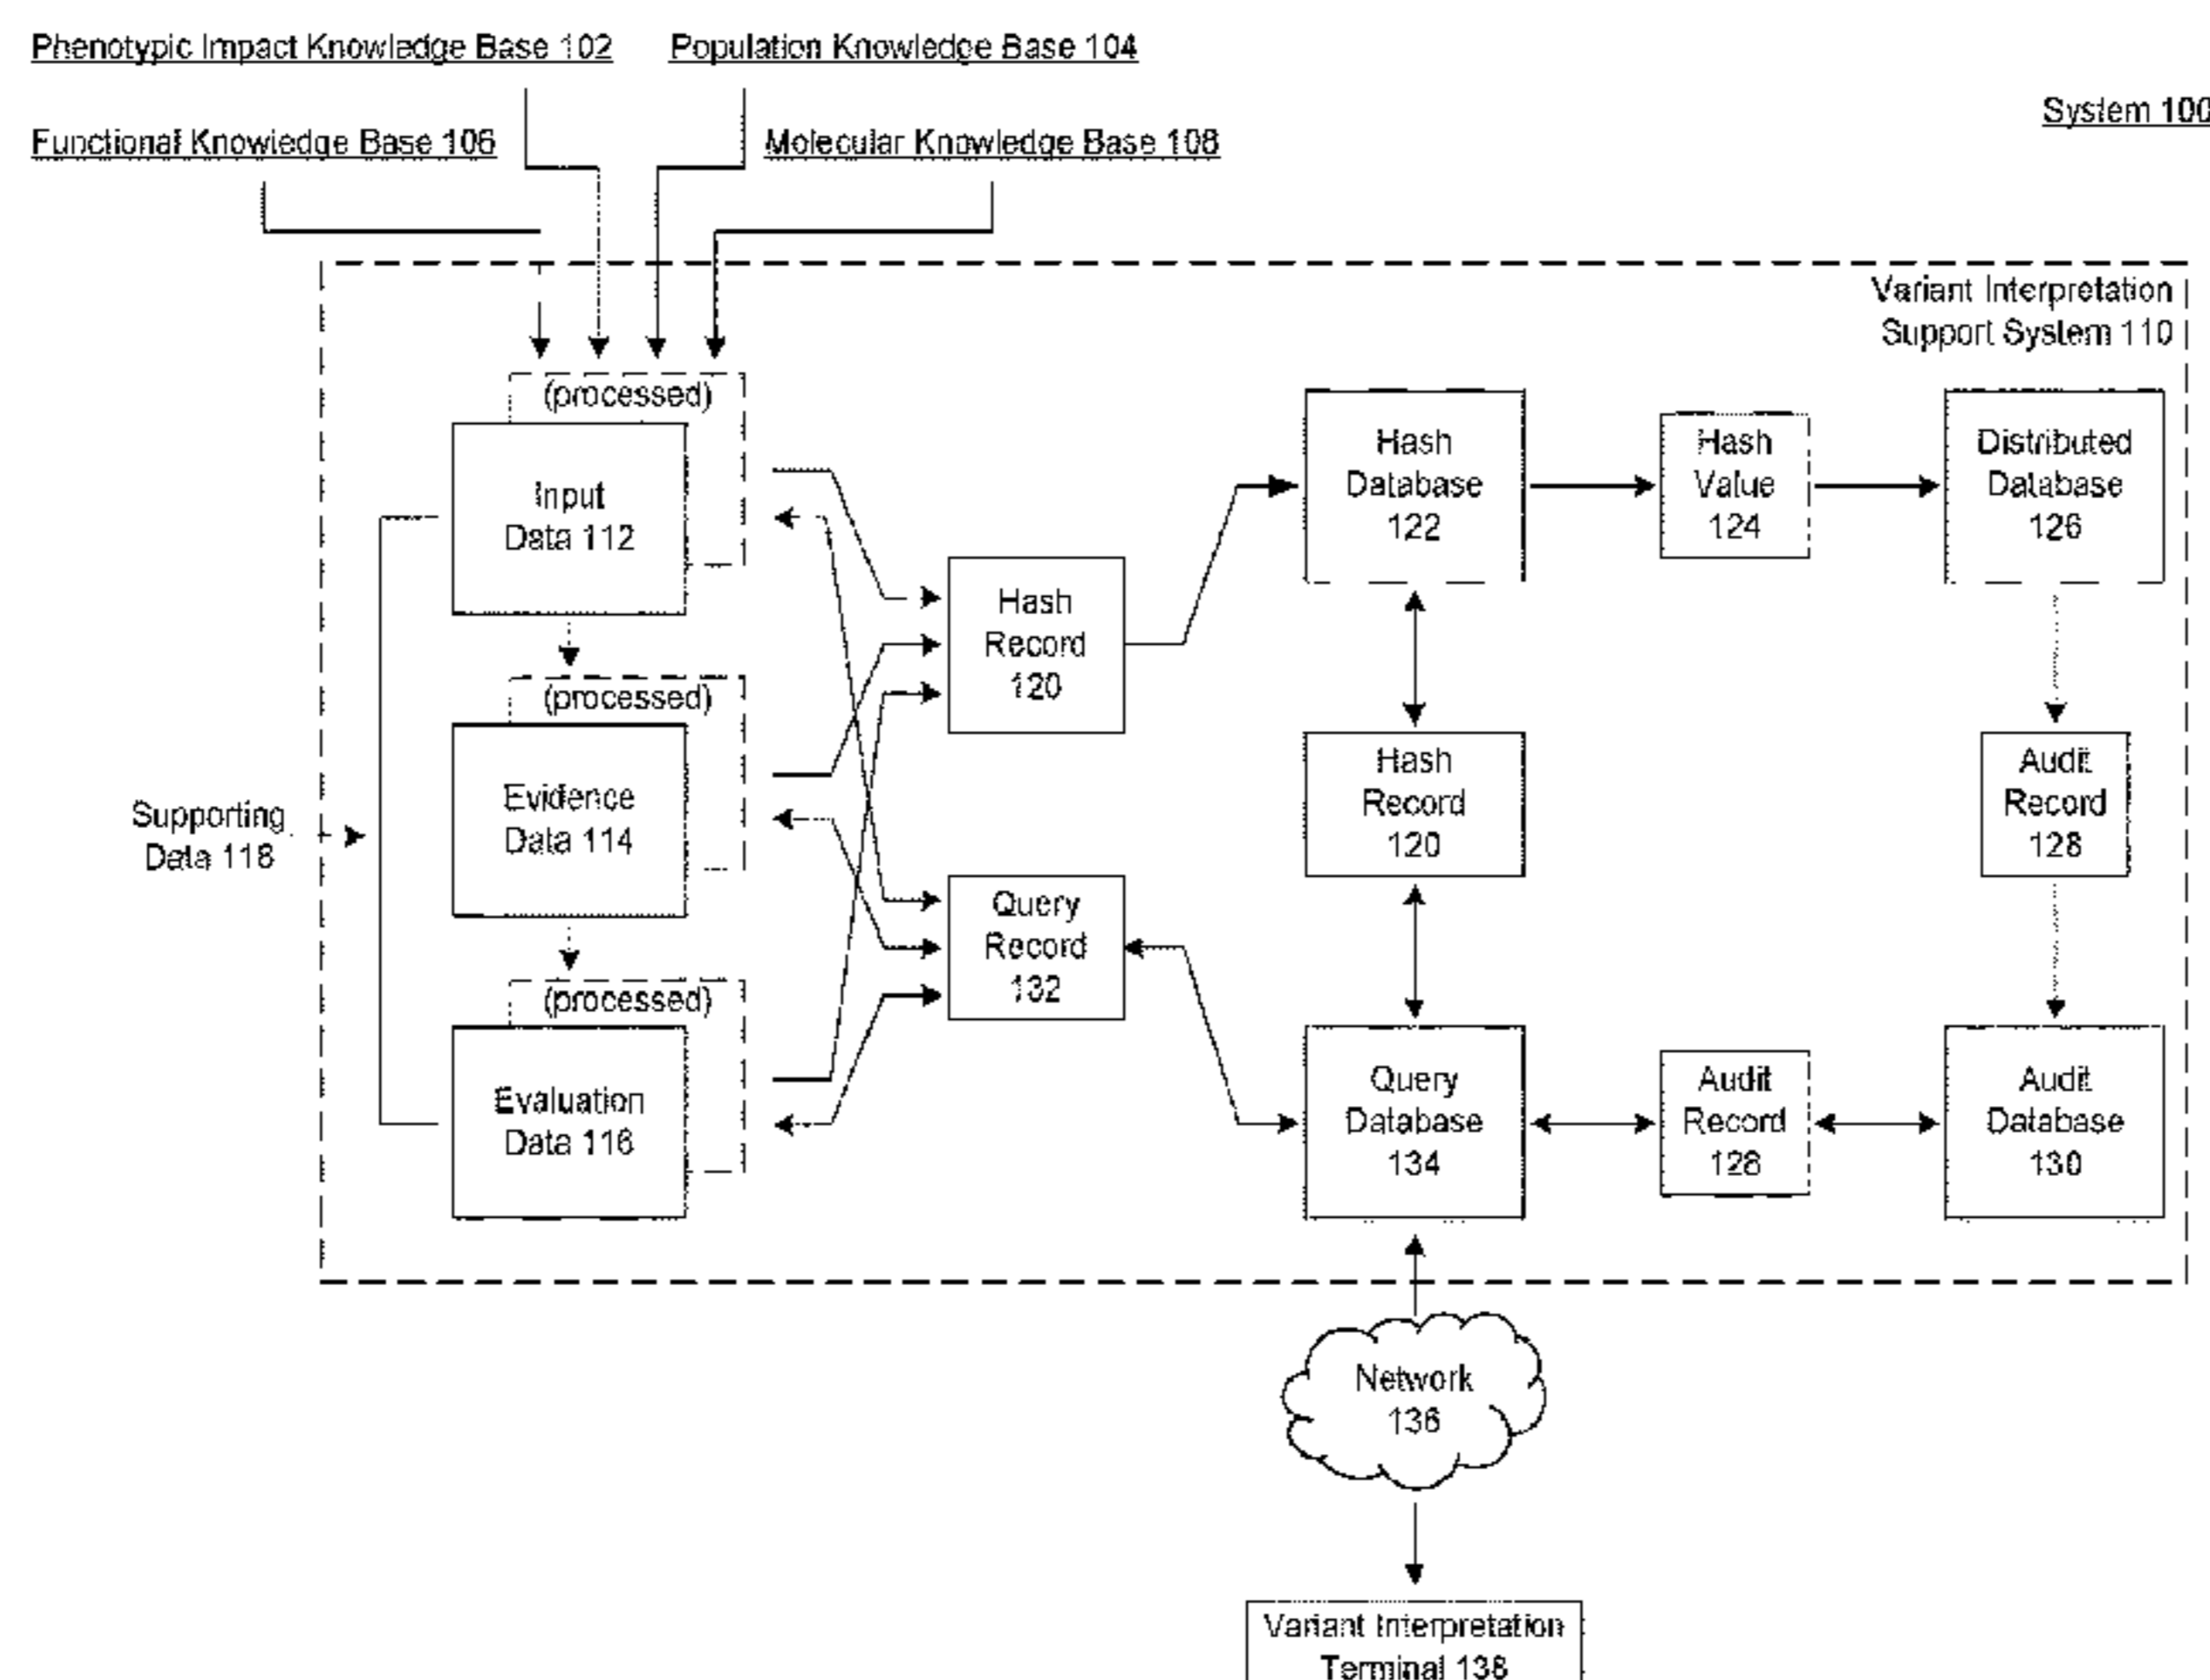 Phenotypic Impact Knowledge Base 102
Population Knowledge Base 104
System 100
Functional Knowledge Base 106
Molecular Knowledge Base 108
Variant Interpretation
Support System 110
(processed)
Input
Data 112
Hash
Database
122
Hash
Value
124
Distributed
Database
126
Hash
Record
120
(processed)
Evidence
Data 114
Supporting
Data 118
Hash
Record
120
Audit
Record
128
Query
Record
132
(processed)
Evaluation
Data 116
Query
Database
134
Audit
Record
128
Audit
Database
130
Network
136
Variant Interpretation
Terminal 138